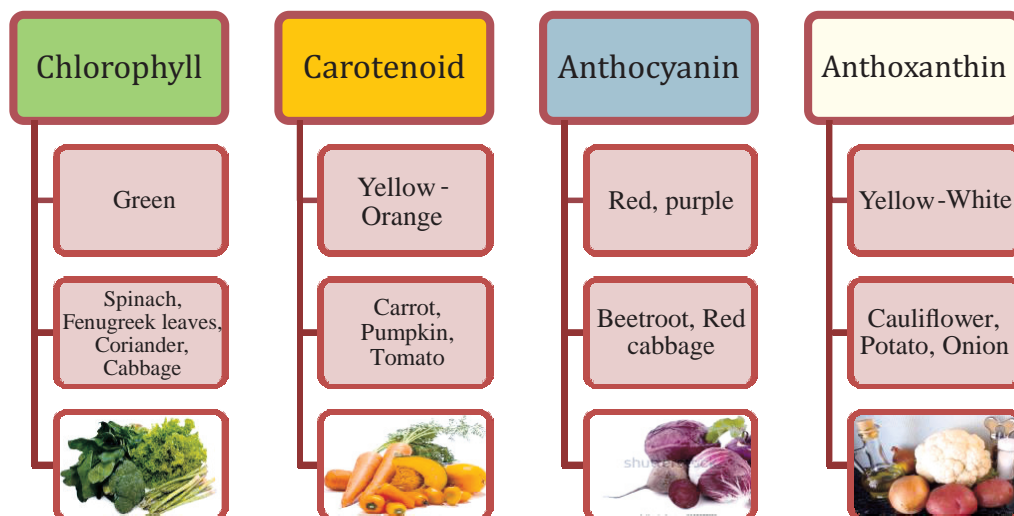 Chlorophyll
Green
Spinach,
Fenugreek leaves,
Coriander,
Cabbage
Carotenoid
Yellow -
Orange
Carrot,
Pumpkin,
Tomato
Anthocyanin
Red, purple
Beetroot, Red
cabbage
Anthoxanthin
Yellow-White
Cauliflower,
Potato, Onion